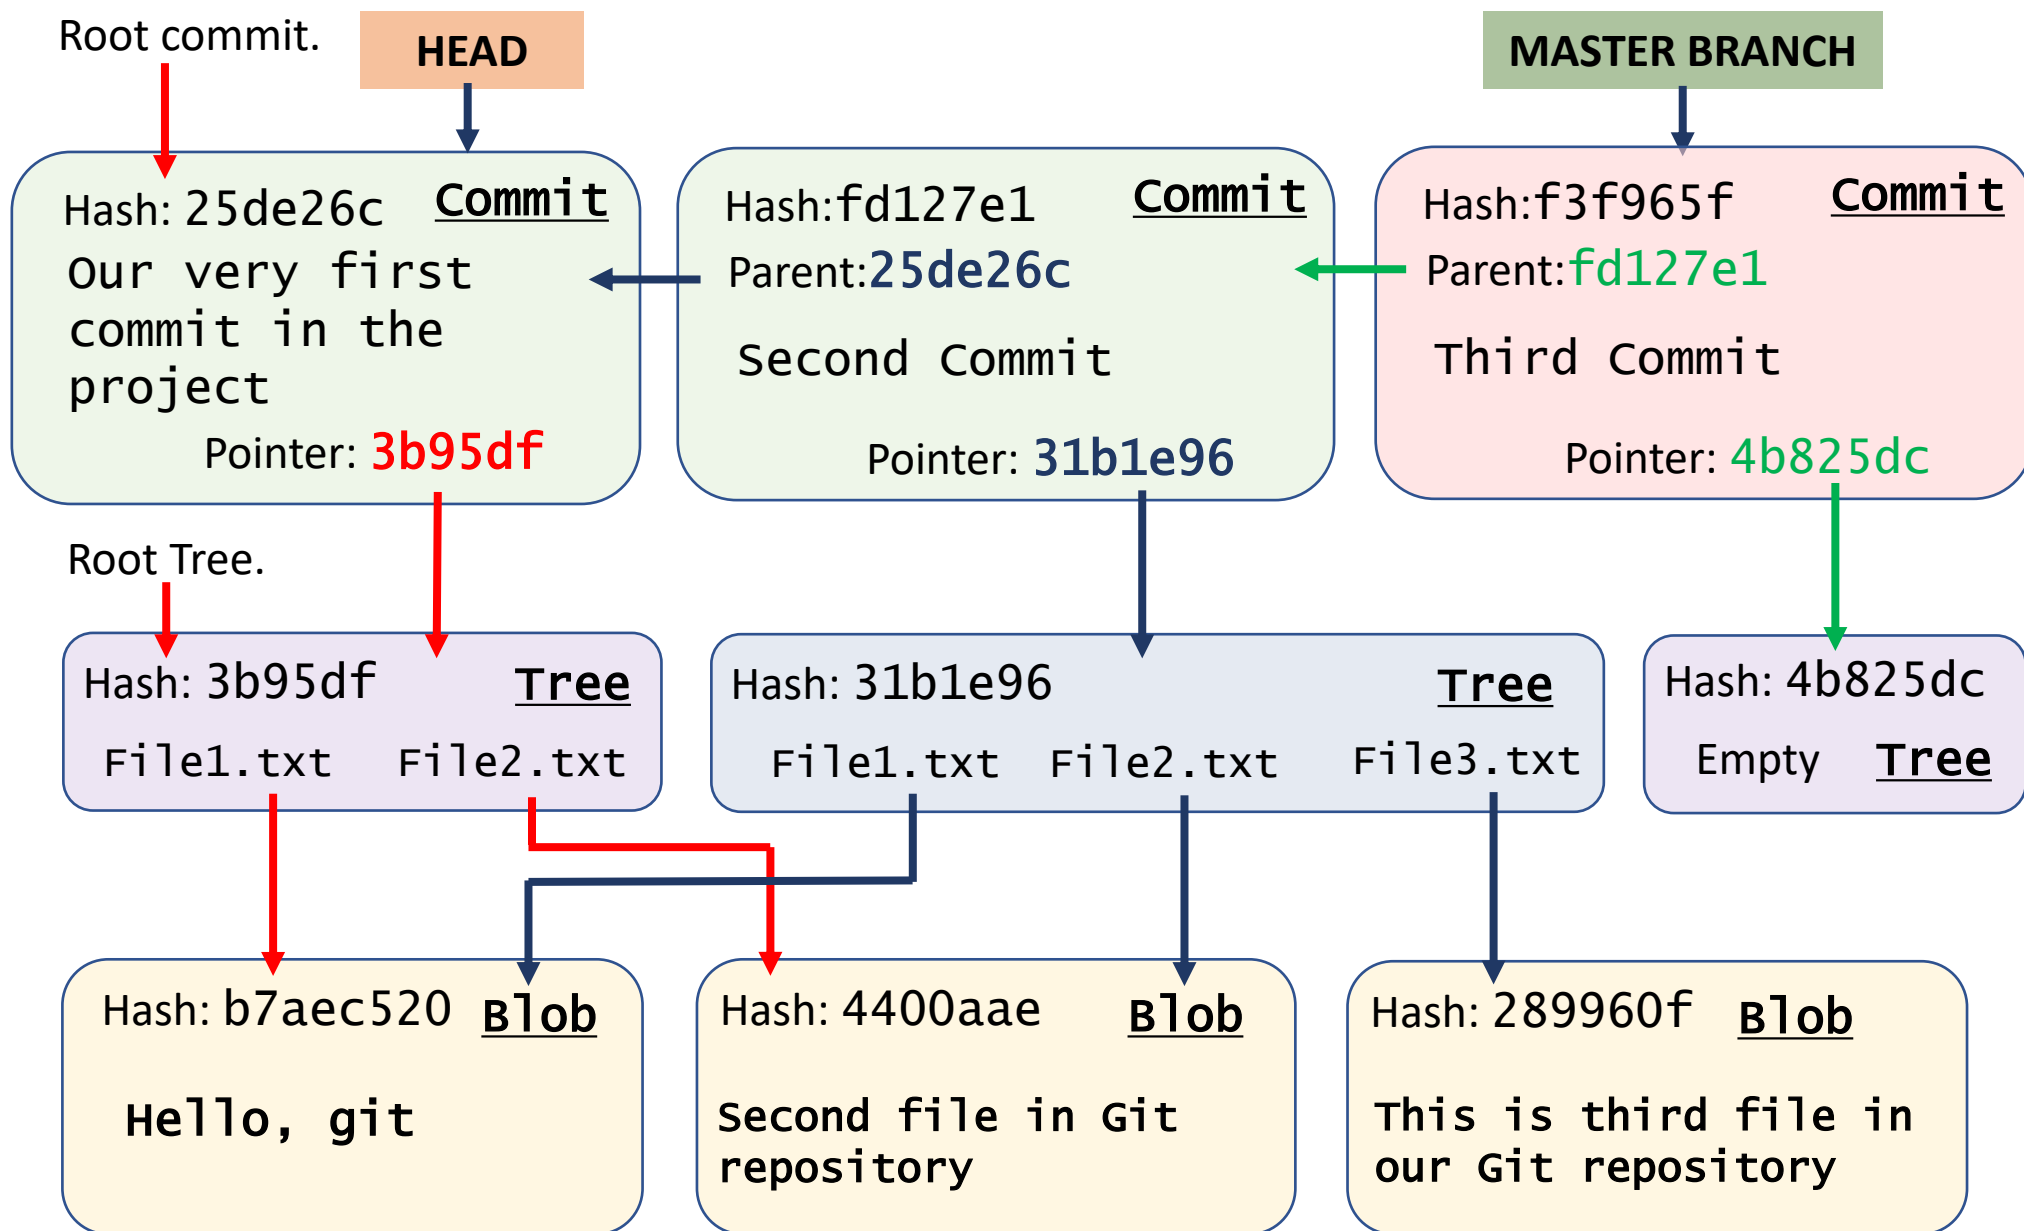 Root commit.
HEAD
MASTER BRANCH
Hash: 25de26c Commit
Our very first
commit in the
project
Pointer: 3b95df
Hash:fd127e1 Commit
Parent:25de26c
Second Commit
Pointer: 31b1e96
Hash:f3f965f Commit
Parent:fd127e1
Third Commit
Pointer: 4b825dc
Root Tree.
Hash: 3b95df Tree
File1.txt File2.txt
Hash: 31b1e96 Tree
File1.txt File2.txt File3.txt
Hash: 4b825dc
Empty Tree
Hash: b7aec520 Blob
Hello, git
Hash: 4400aae Blob
Second file in Git
repository
Hash: 289960f Blob
This is third file in
our Git repository